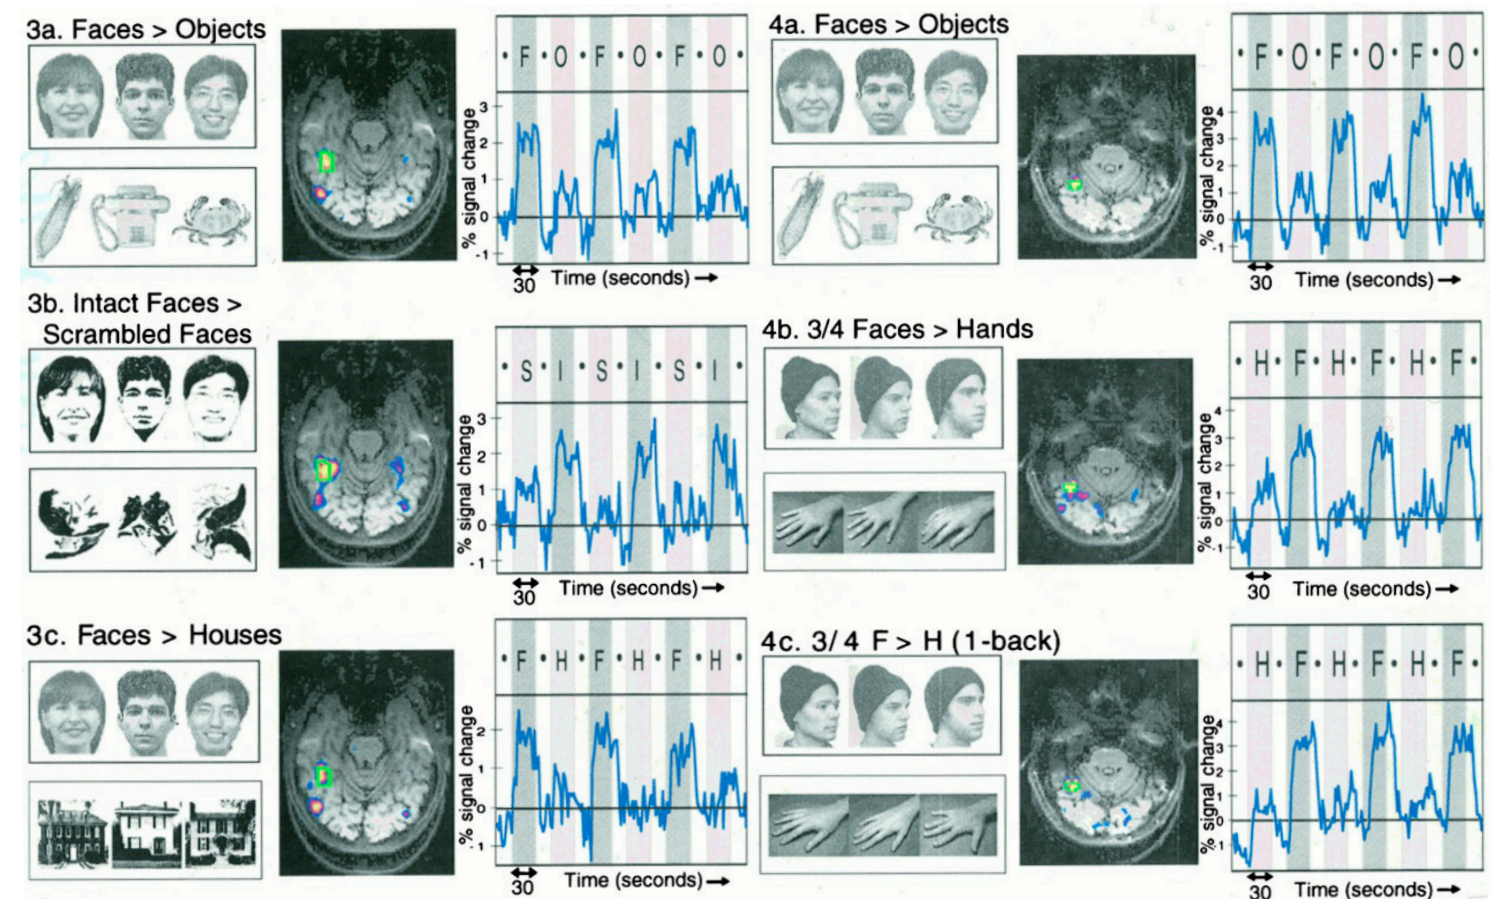 3a. Faces > Objects
· F · O · F · O · F · O ·
% signal change
3
2
1
0
-1
30
Time (seconds) →
4a. Faces > Objects
· F · O · F · O · F · O ·
% signal change
4
3
2
1
0
-1
30
Time (seconds) →
3b. Intact Faces >
Scrambled Faces
· S · I · S · I · S · I ·
% signal change
3
2
1
0
-1
30
Time (seconds) →
4b. 3/4 Faces > Hands
· H · F · H · F · H · F ·
% signal change
4
3
2
1
0
-1
30
Time (seconds) →
3c. Faces > Houses
· F · H · F · H · F · H ·
% signal change
2
1
0
-1
30
Time (seconds) →
4c. 3/4 F > H (1-back)
· H · F · H · F · H · F ·
% signal change
4
3
2
1
0
-1
30
Time (seconds) →